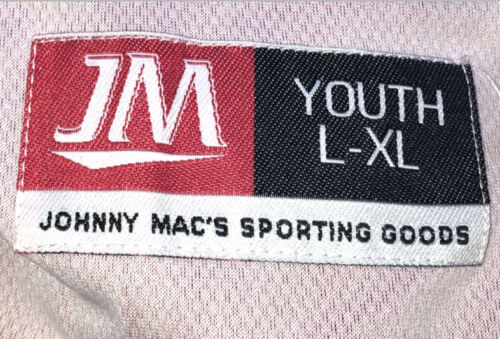 JM
YOUTH
L-XL
JOHNNY MAC'S SPORTING GOODS